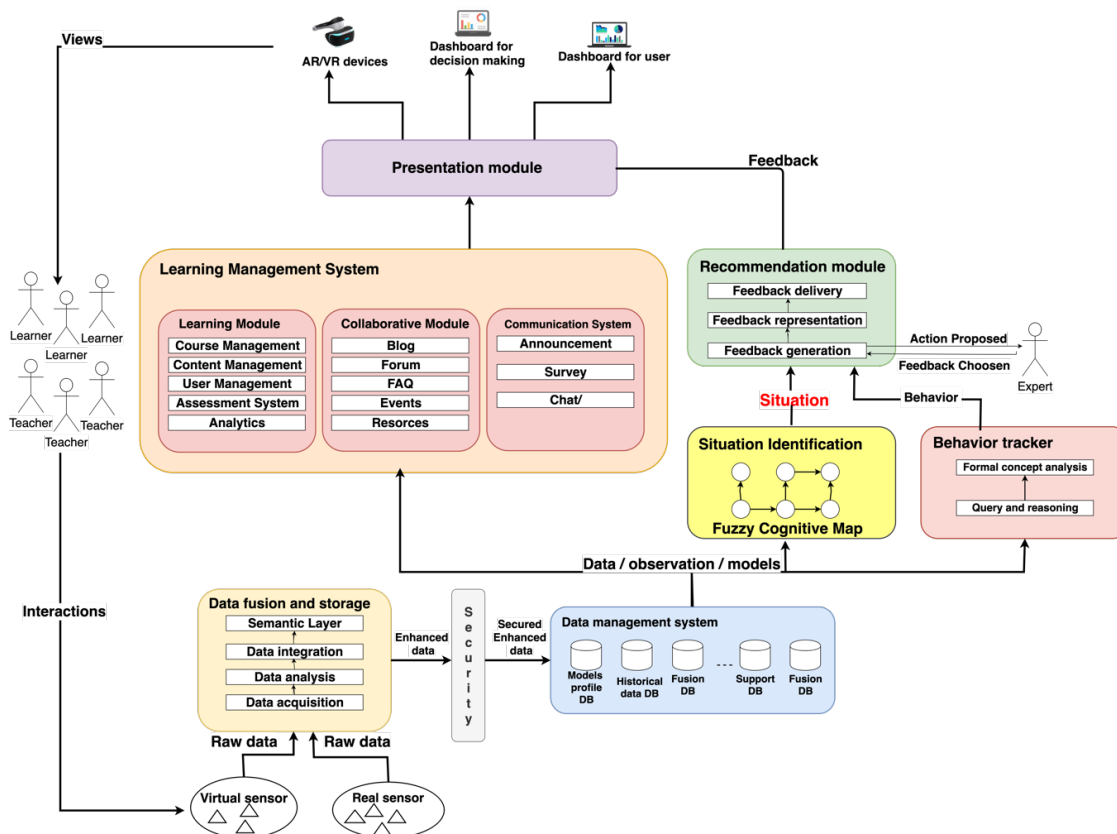 Views
AR/VR devices
Dashboard for
decision making
Dashboard for user
Presentation module
Feedback
Learning Management System
Learning Module
Course Management
Content Management
User Management
Assessment System
Analytics
Collaborative Module
Blog
Forum
FAQ
Events
Resorces
Communication System
Announcement
Survey
Chat/
Recommendation module
Feedback delivery
Feedback representation
Feedback generation
Action Proposed
Feedback Choosen
Expert
Learner
Learner
Learner
Teacher
Teacher
Teacher
Situation
Behavior
Situation Identification
Fuzzy Cognitive Map
Behavior tracker
Formal concept analysis
Query and reasoning
Data / observation / models
Interactions
Data fusion and storage
Semantic Layer
Data integration
Data analysis
Data acquisition
Enhanced
data
Security
Secured
Enhanced
data
Data management system
Models
profile
DB
Historical
data DB
Fusion
DB
Support
DB
Fusion
DB
Raw data
Raw data
Virtual sensor
Real sensor